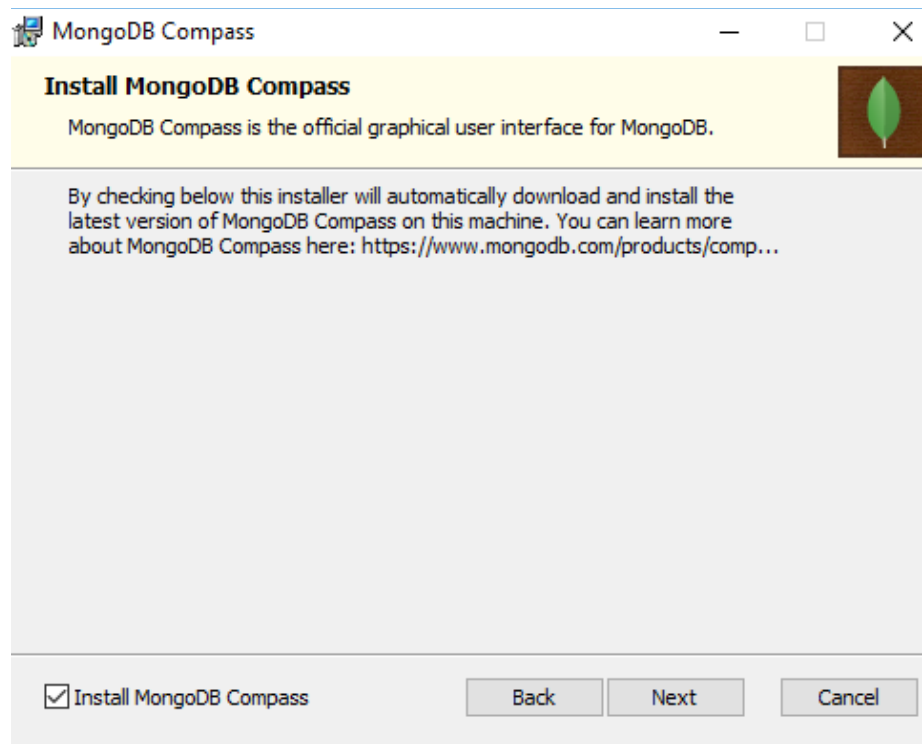 MongoDB Compass
Install MongoDB Compass
MongoDB Compass is the official graphical user interface for MongoDB.
By checking below this installer will automatically download and install the
latest version of MongoDB Compass on this machine. You can learn more
about MongoDB Compass here: https://www.mongodb.com/products/comp...
Install MongoDB Compass Back Next Cancel